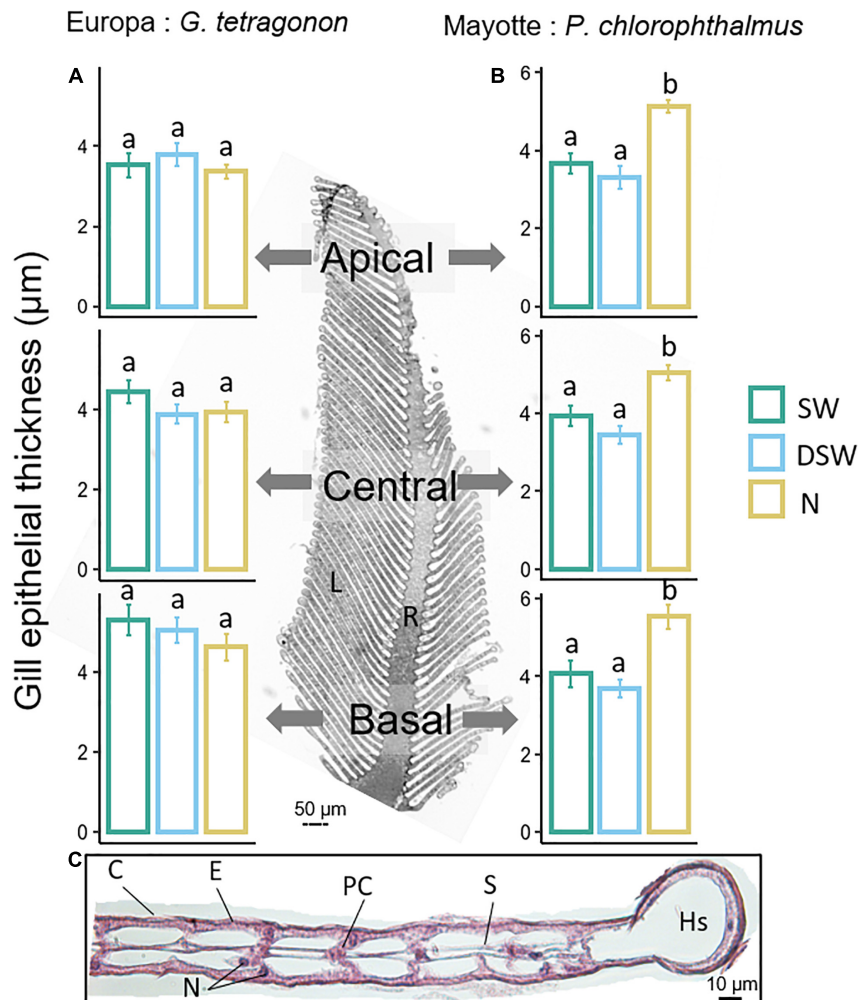 Europa : G. tetragonon
Mayotte : P. chlorophthalmus
A
B
Gill epithelial thickness (µm)
4
2
0
a
a
a
6
4
2
0
a
a
b
Apical
4
2
0
a
a
a
6
4
2
0
a
a
b
Central
SW
DSW
N
L
R
4
2
0
a
a
a
6
4
2
0
a
a
b
Basal
50 µm
C
C
E
PC
S
Hs
N
10 µm